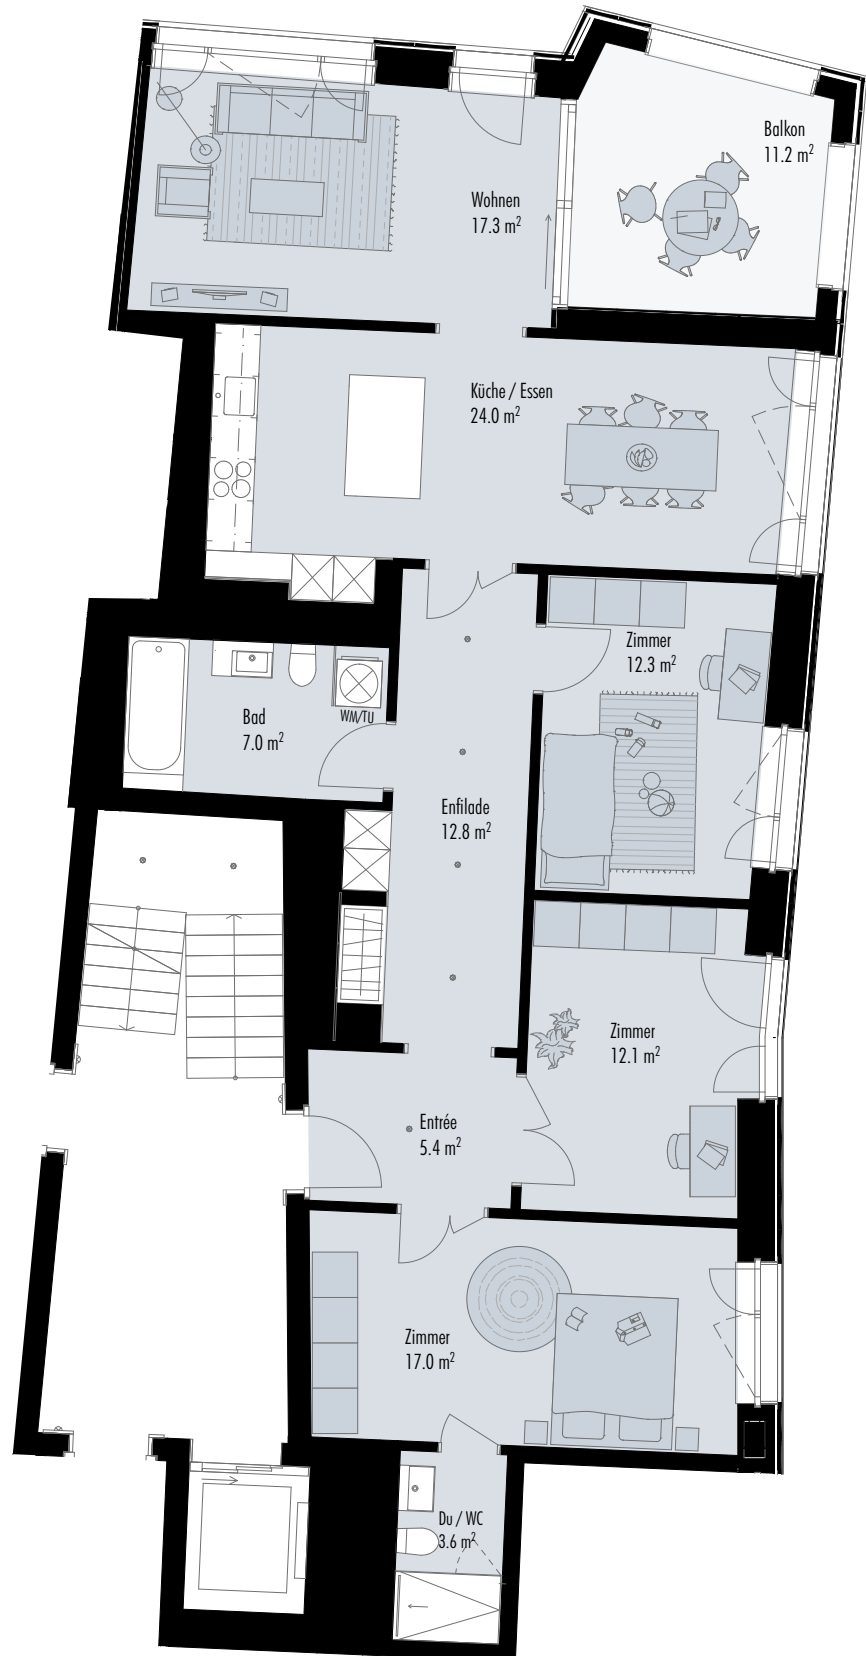 Balkon
11.2 m²
Wohnen
17.3 m²
Küche / Essen
24.0 m²
Zimmer
12.3 m²
Bad
7.0 m²
WM/TU
Enfilade
12.8 m²
Zimmer
12.1 m²
Entrée
5.4 m²
Zimmer
17.0 m²
Du / WC
3.6 m²